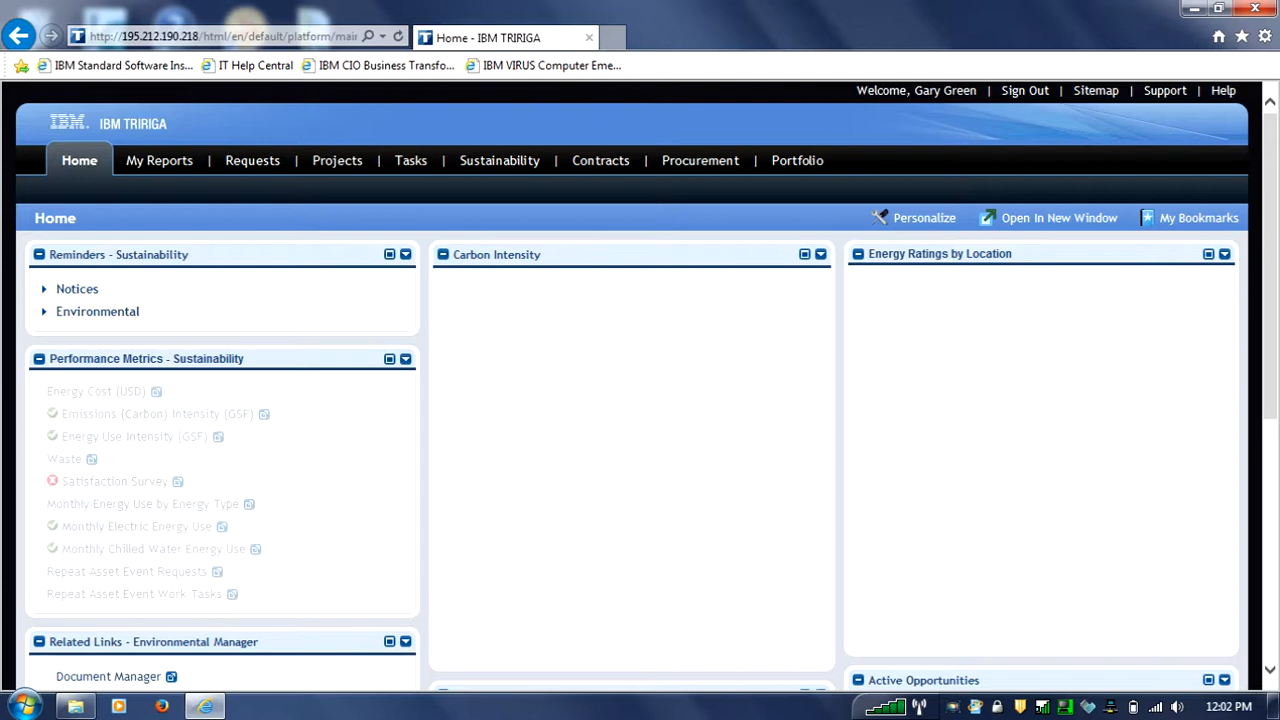 http://195.212.190.218/html/en/default/platform/mair
Home - IBM TRIRIGA
IBM Standard Software Ins...
IT Help Central
IBM CIO Business Transfo...
IBM VIRUS Computer Eme...
Welcome, Gary Green | Sign Out | Sitemap | Support | Help
IBM. IBM TRIRIGA
Home
My Reports | Requests | Projects | Tasks | Sustainability | Contracts | Procurement | Portfolio
Home
Personalize
Open In New Window
My Bookmarks
Reminders - Sustainability
Notices
Environmental
Performance Metrics - Sustainability
Energy Cost (USD)
Emissions (Carbon) Intensity (GSF)
Energy Use Intensity (GSF)
Waste
Satisfaction Survey
Monthly Energy Use by Energy Type
Monthly Electric Energy Use
Monthly Chilled Water Energy Use
Repeat Asset Event Requests
Repeat Asset Event Work Tasks
Related Links - Environmental Manager
Document Manager
Carbon Intensity
Energy Ratings by Location
Active Opportunities
12:02 PM